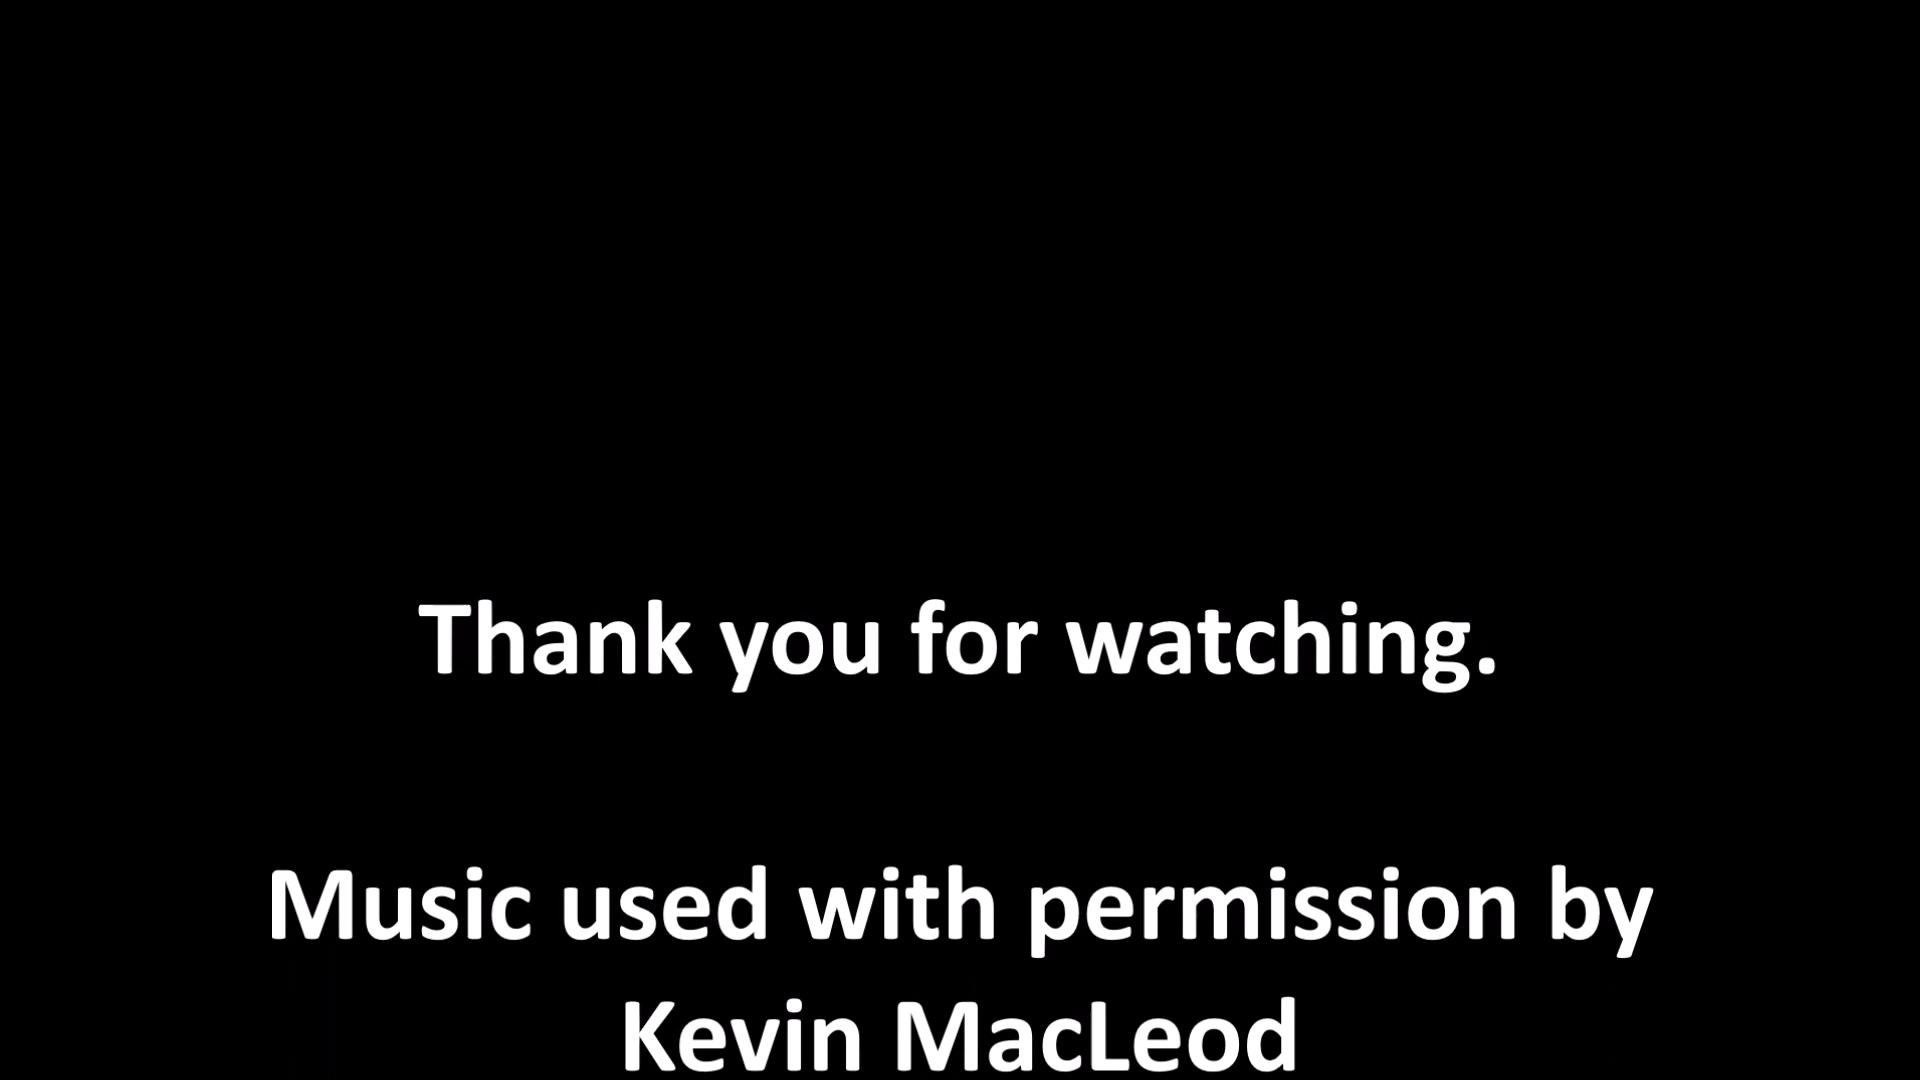 Thank you for watching.
Music used with permission by
Kevin MacLeod